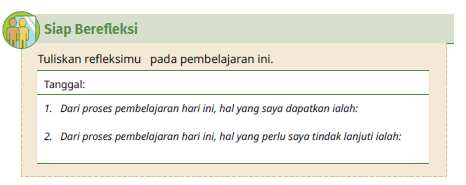 Siap Berefleksi
Tuliskan refleksimu pada pembelajaran ini.
Tanggal:
1. Dari proses pembelajaran hari ini, hal yang saya dapatkan ialah:
2. Dari proses pembelajaran hari ini, hal yang perlu saya tindak lanjuti ialah: